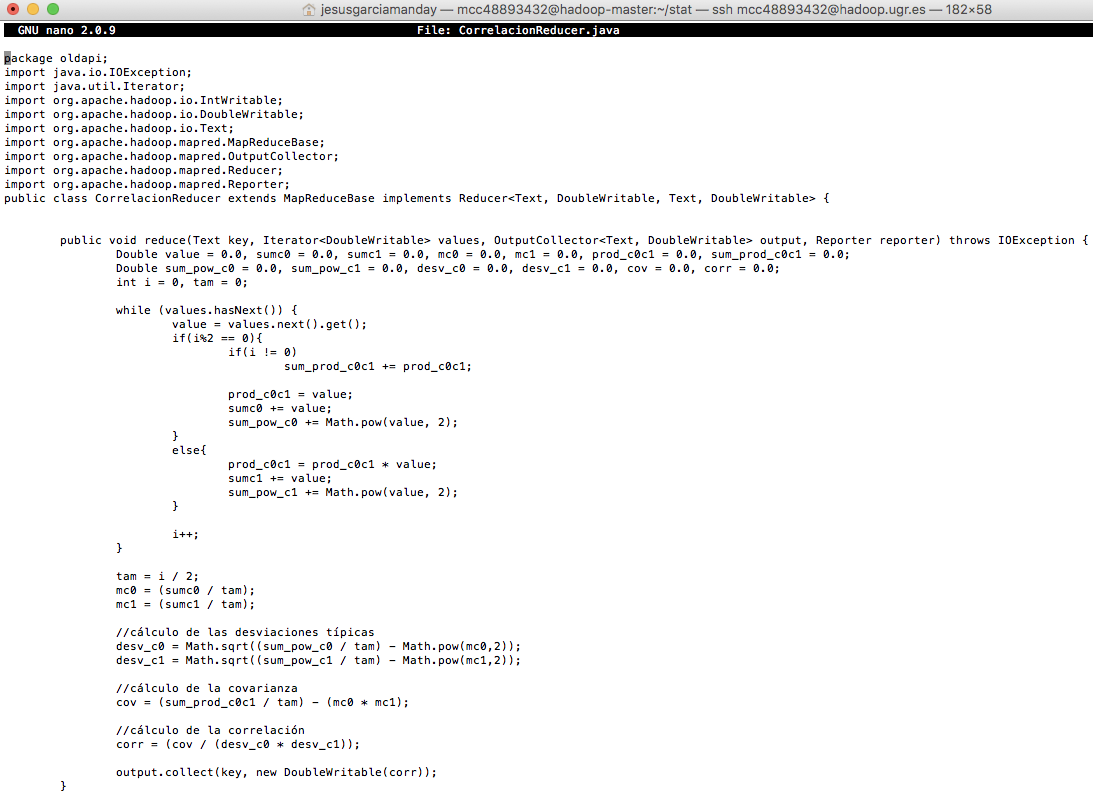 jesusgarciamanday — mcc48893432@hadoop-master:~/stat — ssh mcc48893432@hadoop.ugr.es — 182×58
GNU nano 2.0.9 File: CorrelacionReducer.java
package oldapi;
import java.io.IOException;
import java.util.Iterator;
import org.apache.hadoop.io.IntWritable;
import org.apache.hadoop.io.DoubleWritable;
import org.apache.hadoop.io.Text;
import org.apache.hadoop.mapred.MapReduceBase;
import org.apache.hadoop.mapred.OutputCollector;
import org.apache.hadoop.mapred.Reducer;
import org.apache.hadoop.mapred.Reporter;
public class CorrelacionReducer extends MapReduceBase implements Reducer<Text, DoubleWritable, Text, DoubleWritable> {
public void reduce(Text key, Iterator<DoubleWritable> values, OutputCollector<Text, DoubleWritable> output, Reporter reporter) throws IOException {
Double value = 0.0, sumc0 = 0.0, sumc1 = 0.0, mc0 = 0.0, mc1 = 0.0, prod_c0c1 = 0.0, sum_prod_c0c1 = 0.0;
Double sum_pow_c0 = 0.0, sum_pow_c1 = 0.0, desv_c0 = 0.0, desv_c1 = 0.0, cov = 0.0, corr = 0.0;
int i = 0, tam = 0;
while (values.hasNext()) {
value = values.next().get();
if(i%2 == 0){
if(i != 0)
sum_prod_c0c1 += prod_c0c1;
prod_c0c1 = value;
sumc0 += value;
sum_pow_c0 += Math.pow(value, 2);
}
else{
prod_c0c1 = prod_c0c1 * value;
sumc1 += value;
sum_pow_c1 += Math.pow(value, 2);
}
i++;
}
tam = i / 2;
mc0 = (sumc0 / tam);
mc1 = (sumc1 / tam);
//cálculo de las desviaciones típicas
desv_c0 = Math.sqrt((sum_pow_c0 / tam) - Math.pow(mc0,2));
desv_c1 = Math.sqrt((sum_pow_c1 / tam) - Math.pow(mc1,2));
//cálculo de la covarianza
cov = (sum_prod_c0c1 / tam) - (mc0 * mc1);
//cálculo de la correlación
corr = (cov / (desv_c0 * desv_c1));
output.collect(key, new DoubleWritable(corr));
}